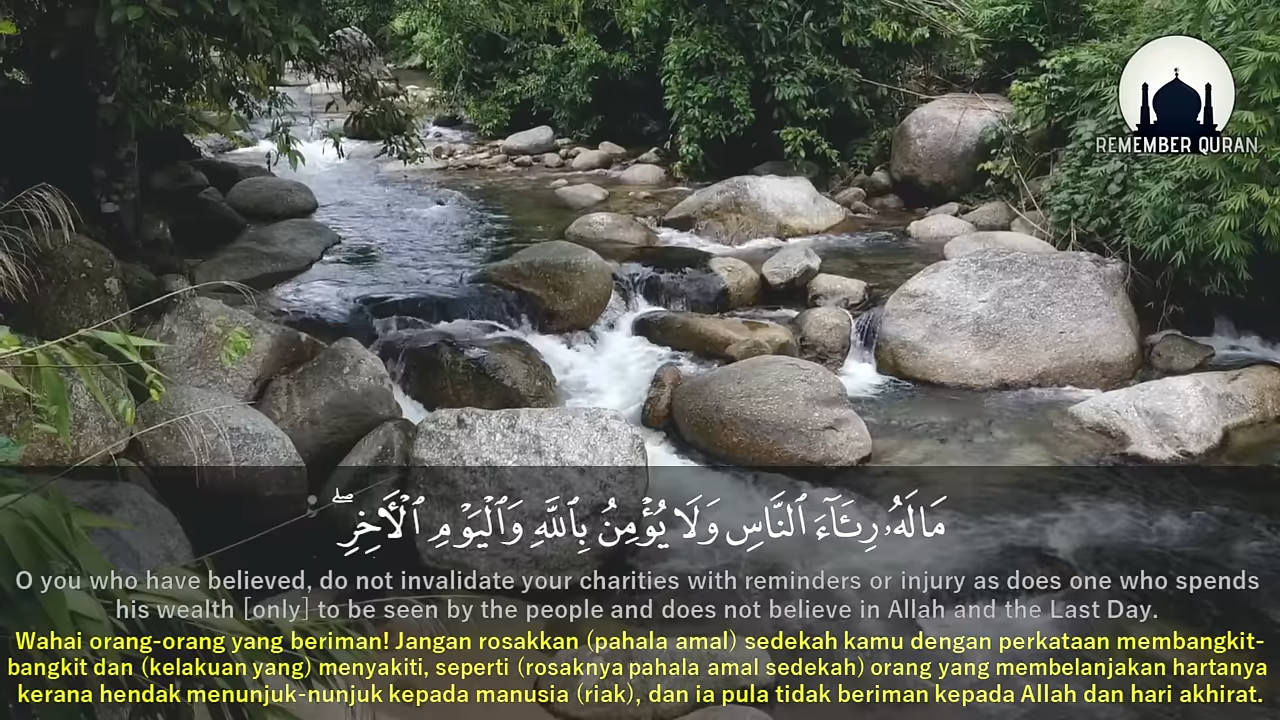 REMEMBER QURAN
مَالَهُۥ رِئَآءَ ٱلنَّاسِ وَلَا يُؤْمِنُ بِٱللَّهِ وَٱلْيَوْمِ ٱلْأَخِرِ ۖ
O you who have believed, do not invalidate your charities with reminders or injury as does one who spends
his wealth [only] to be seen by the people and does not believe in Allah and the Last Day.
Wahai orang-orang yang beriman! Jangan rosakkan (pahala amal) sedekah kamu dengan perkataan membangkit-
bangkit dan (kelakuan yang) menyakiti, seperti (rosaknya pahala amal sedekah) orang yang membelanjakan hartanya
kerana hendak menunjuk-nunjuk kepada manusia (riak), dan ia pula tidak beriman kepada Allah dan hari akhirat.